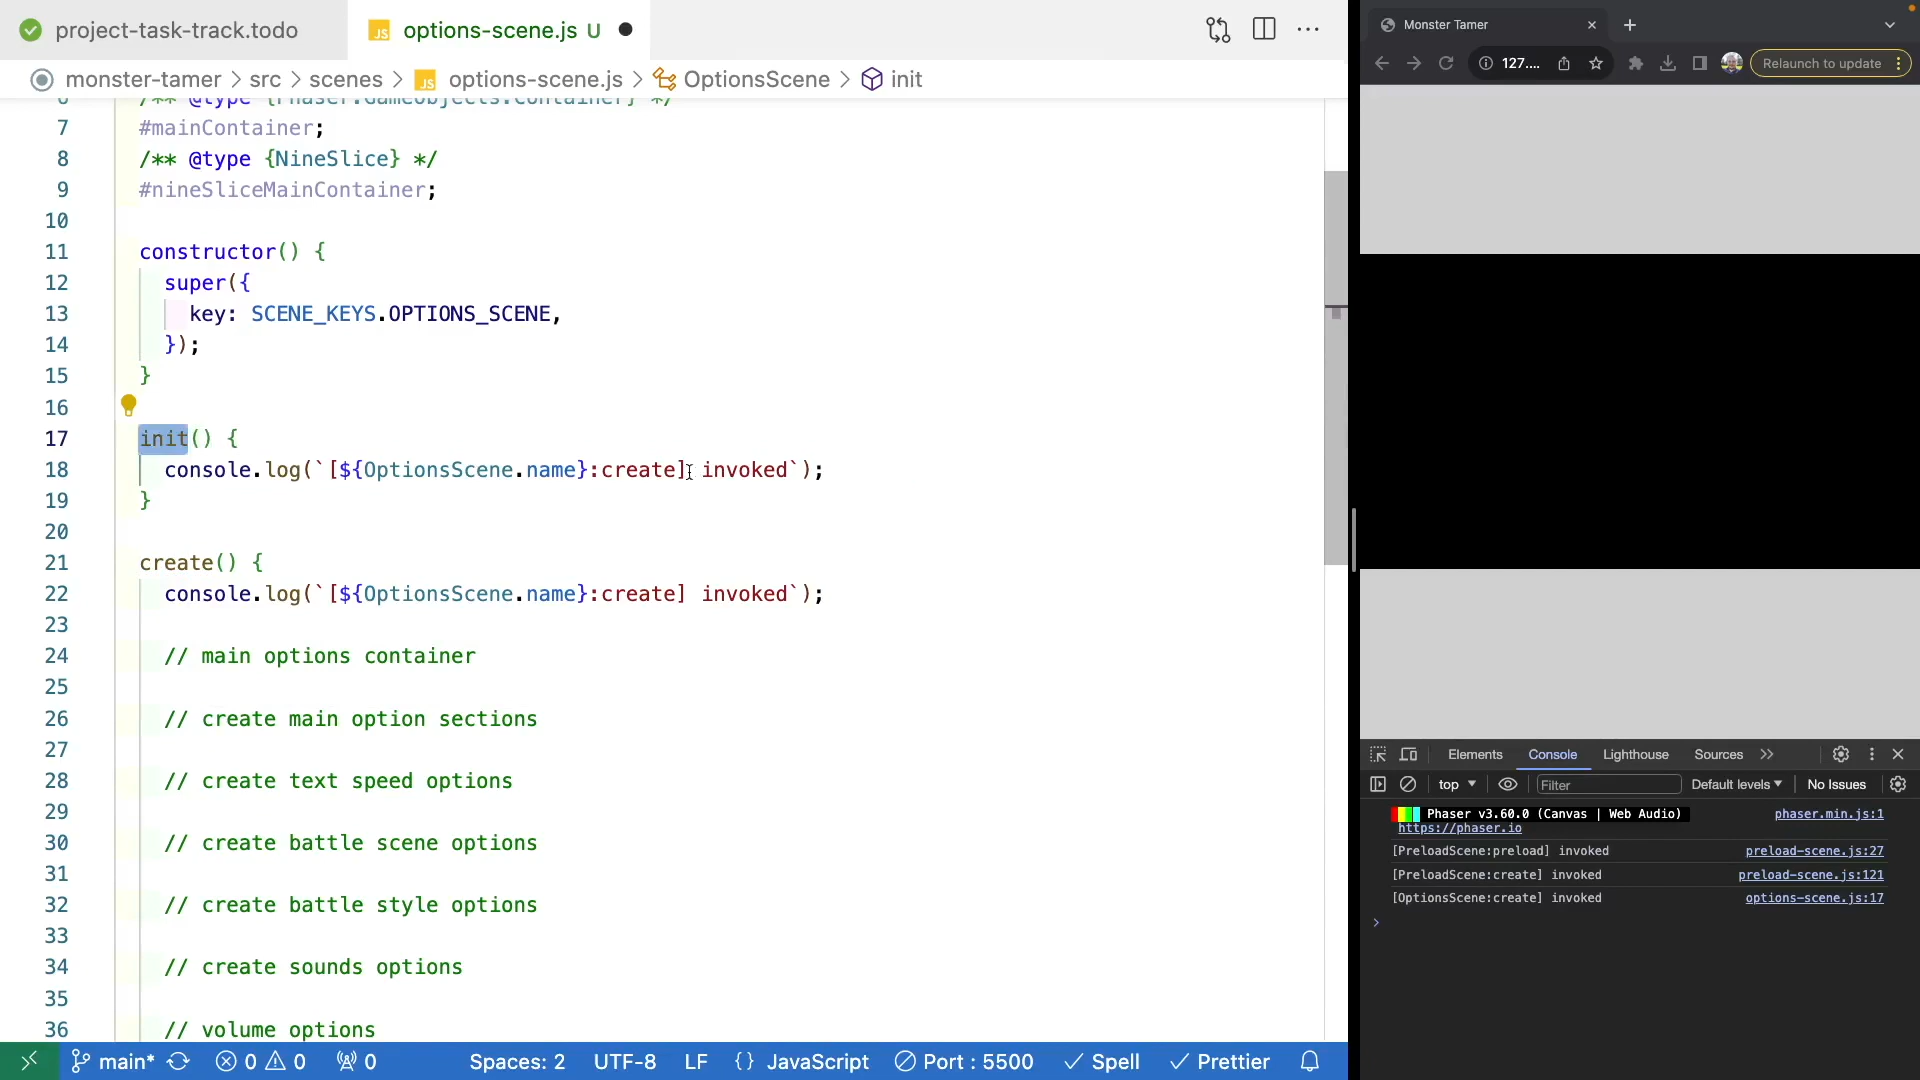 project-task-track.todo
JS options-scene.js U
monster-tamer > src > scenes > JS options-scene.js > OptionsScene > init
6 /** @type {Phaser.GameObjects.Container} */
7 #mainContainer;
8 /** @type {NineSlice} */
9 #nineSliceMainContainer;
10
11 constructor() {
12 super({
13 key: SCENE_KEYS.OPTIONS_SCENE,
14 });
15 }
16
17 init() {
18 console.log(`[${OptionsScene.name}:create] invoked`);
19 }
20
21 create() {
22 console.log(`[${OptionsScene.name}:create] invoked`);
23
24 // main options container
25
26 // create main option sections
27
28 // create text speed options
29
30 // create battle scene options
31
32 // create battle style options
33
34 // create sounds options
35
36 // volume options
main* 0 0 0 Spaces: 2 UTF-8 LF {} JavaScript Port : 5500 Spell Prettier
Monster Tamer
127.... Relaunch to update
Elements Console Lighthouse Sources
top Filter Default levels No Issues
Phaser v3.60.0 (Canvas | Web Audio) phaser.min.js:1
https://phaser.io
[PreloadScene:preload] invoked preload-scene.js:27
[PreloadScene:create] invoked preload-scene.js:121
[OptionsScene:create] invoked options-scene.js:17